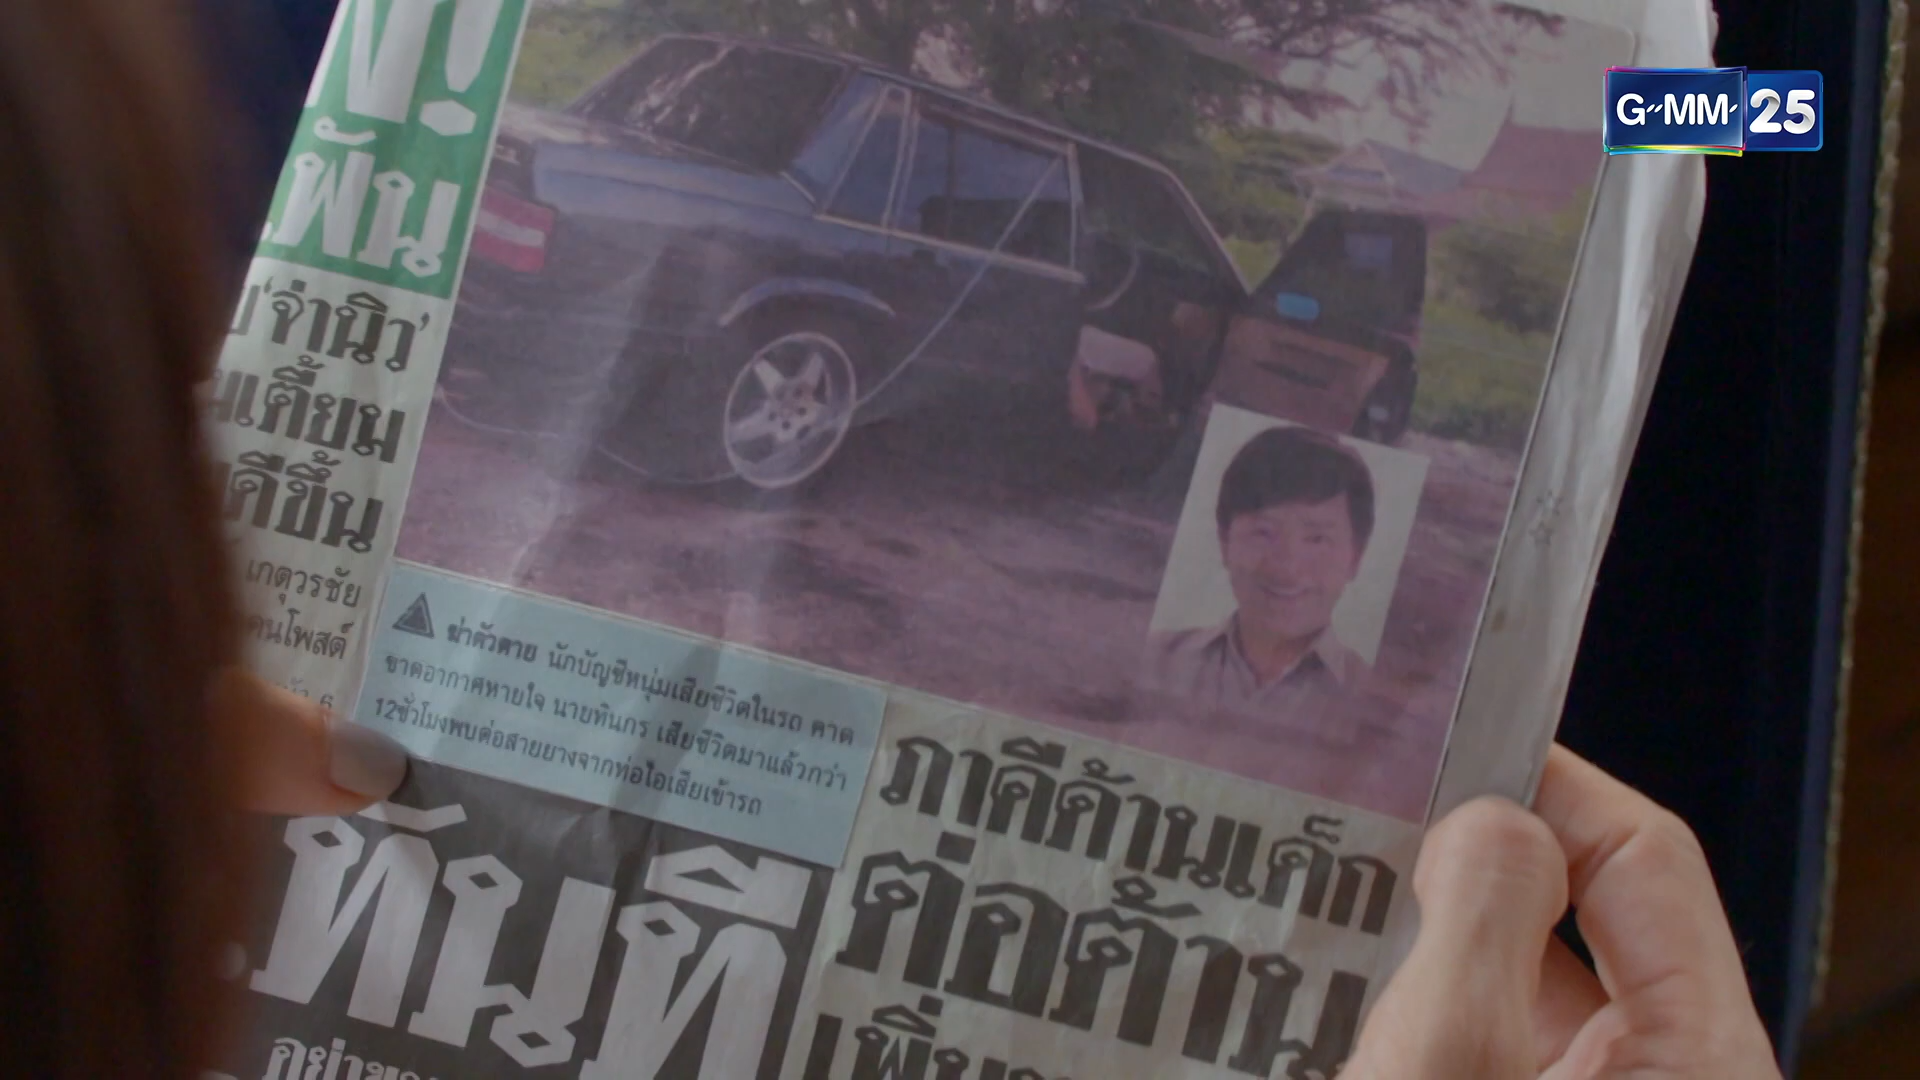 GMM 25
พัน
'จ่านิว'
เตี้ยม
ดีขึ้น
เกตุวรชัย
คนโพสต์
6
ฆ่าตัวตาย นักบัญชีหนุ่มเสียชีวิตในรถ คาด
ขาดอากาศหายใจ นายทินกร เสียชีวิตมาแล้วกว่า
12ชั่วโมงพบต่อสายยางจากท่อไอเสียเข้ารถ
ทันที
ภาคีด้านเด็ก
ต่อต้าน